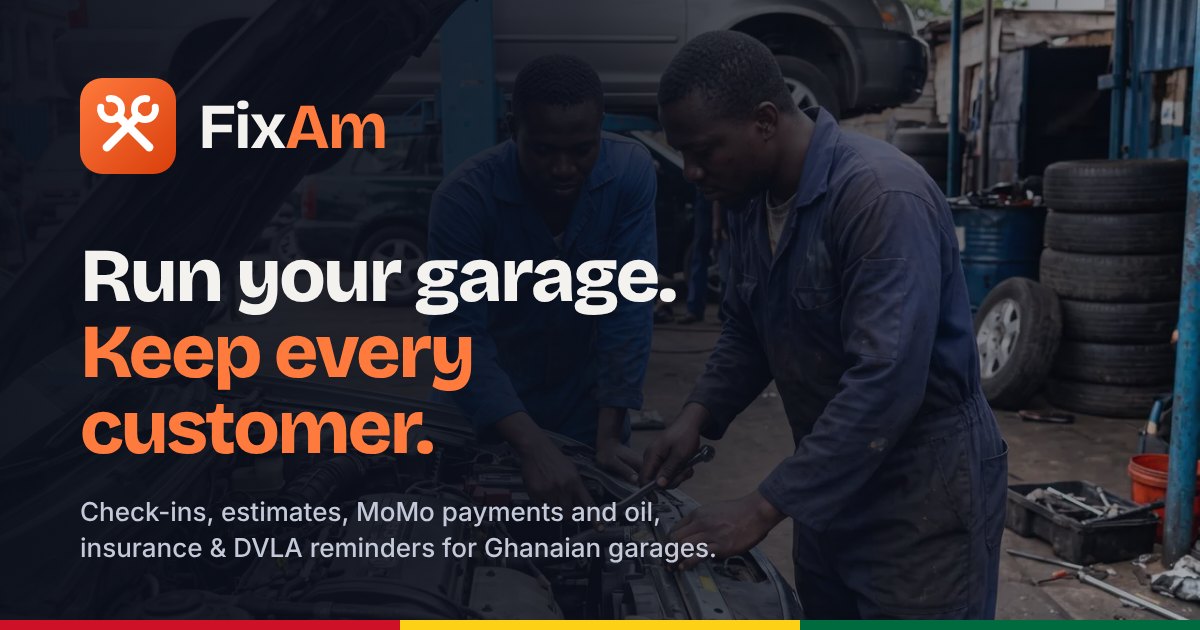 FixAm
Run your garage.
Keep every
customer.
Check-ins, estimates, MoMo payments and oil,
insurance & DVLA reminders for Ghanaian garages.